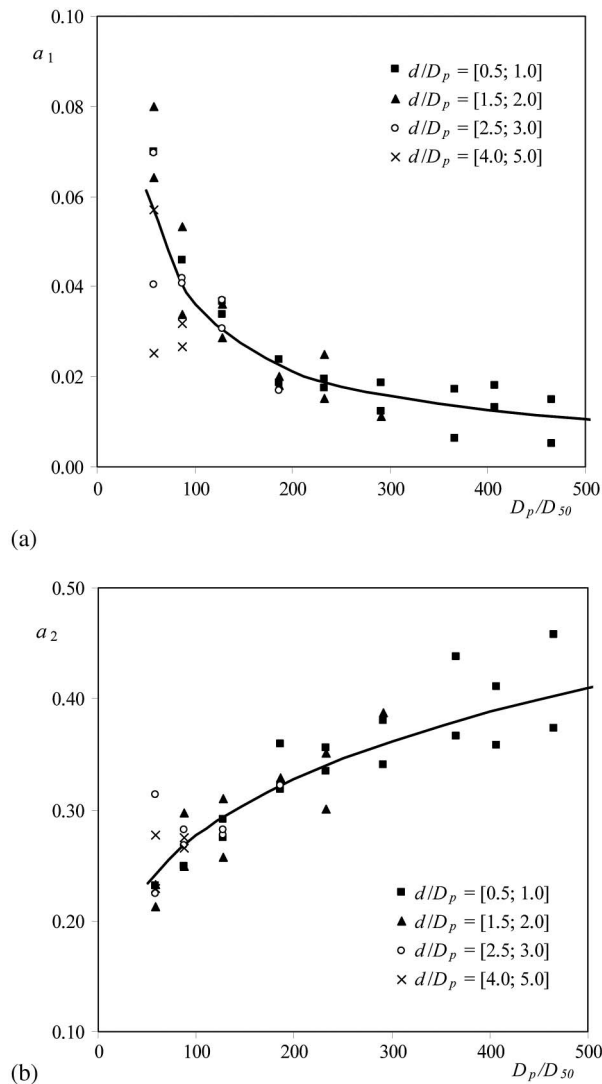 a₁
0.10
0.08
0.06
0.04
0.02
0.00
■ d/Dₚ = [0.5; 1.0]
▲ d/Dₚ = [1.5; 2.0]
○ d/Dₚ = [2.5; 3.0]
× d/Dₚ = [4.0; 5.0]
0 100 200 300 400 500
Dₚ/D₅₀
(a)
0.50
a₂
0.40
0.30
0.20
0.10
■ d/Dₚ = [0.5; 1.0]
▲ d/Dₚ = [1.5; 2.0]
○ d/Dₚ = [2.5; 3.0]
× d/Dₚ = [4.0; 5.0]
0 100 200 300 400 500
Dₚ/D₅₀
(b)